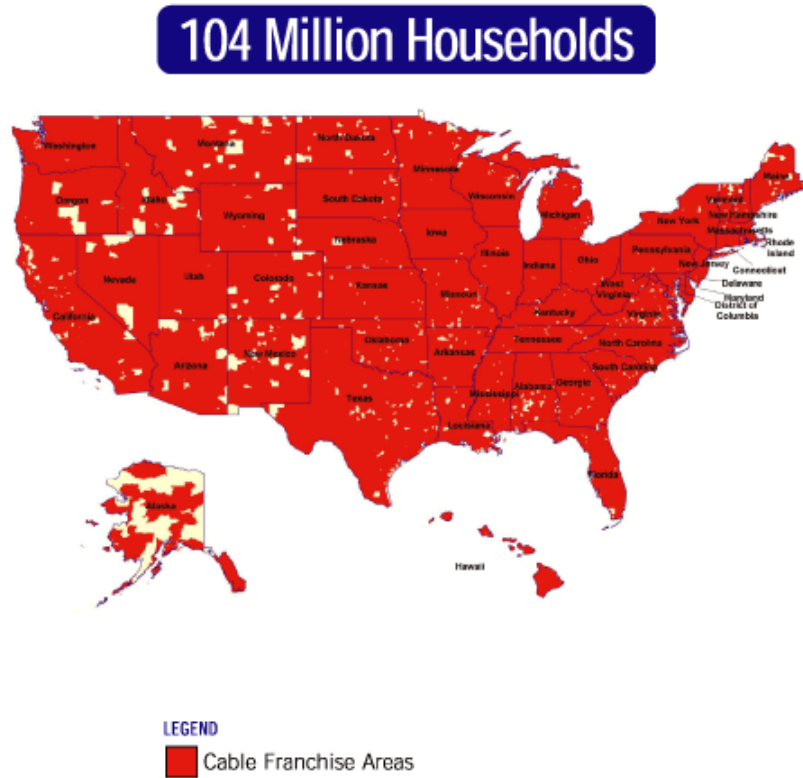 104 Million Households
Washington
Montana
North Dakota
Minnesota
Maine
Oregon
Idaho
Wyoming
South Dakota
Wisconsin
Michigan
Vermont
New Hampshire
Massachusetts
New York
Rhode
Island
Connecticut
Nebraska
Iowa
Illinois
Indiana
Ohio
Pennsylvania
New Jersey
Delaware
Maryland
District of
Columbia
Nevada
Utah
Colorado
Kansas
Missouri
West
Virginia
Virginia
Kentucky
California
Arizona
New Mexico
Oklahoma
Arkansas
Tennessee
North Carolina
South Carolina
Texas
Louisiana
Mississippi
Alabama
Georgia
Florida
Alaska
Hawaii
LEGEND
Cable Franchise Areas